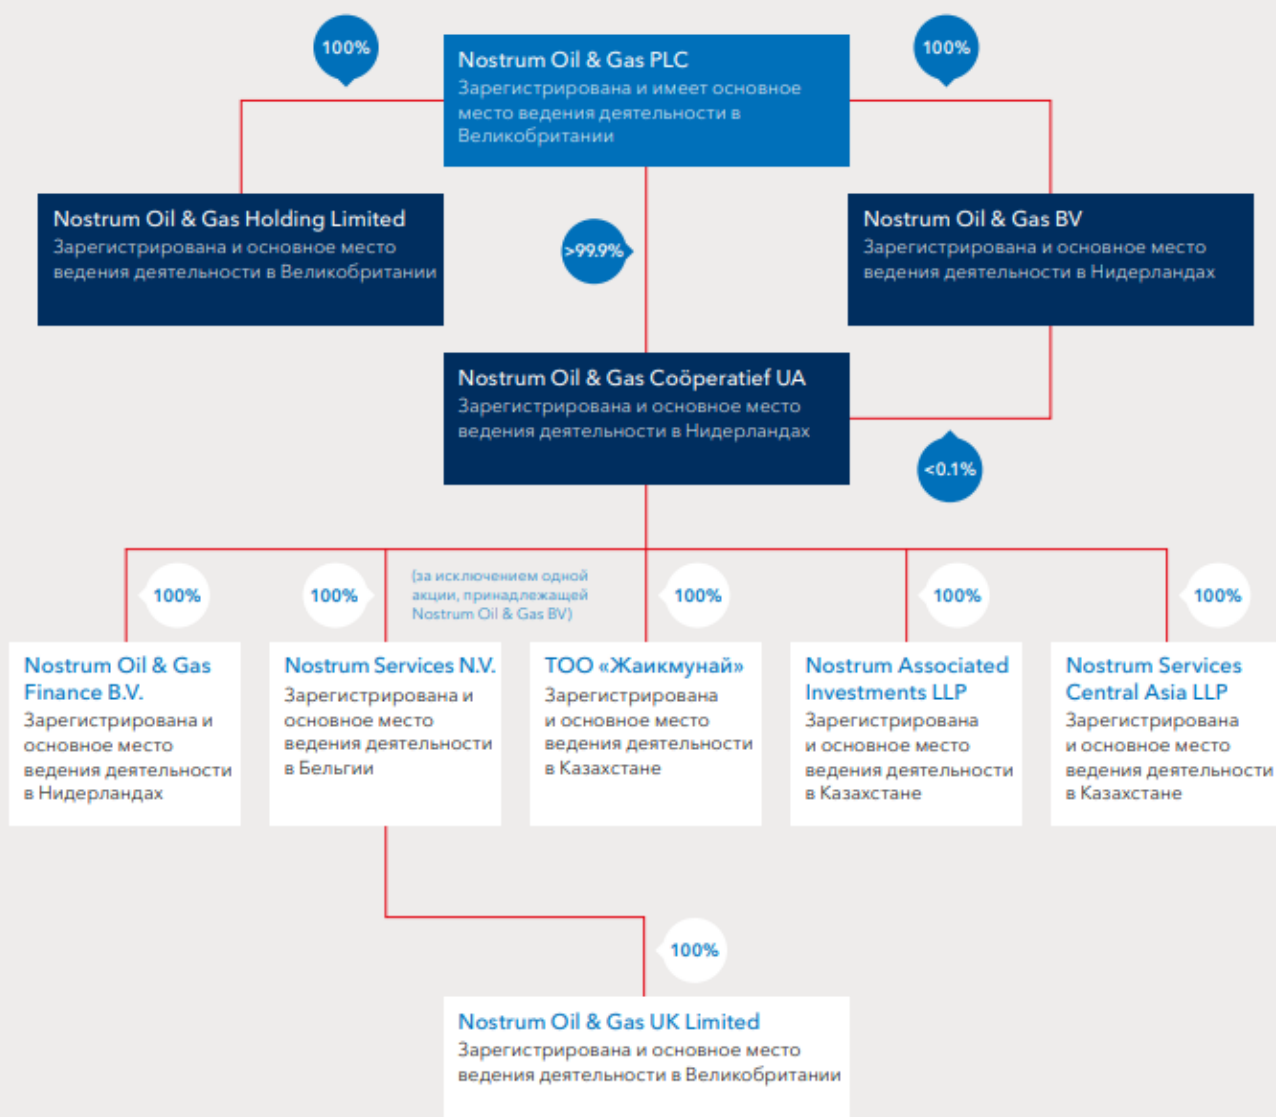 100%
100%
Nostrum Oil & Gas PLC
Зарегистрирована и имеет основное
место ведения деятельности в
Великобритании
Nostrum Oil & Gas Holding Limited
Зарегистрирована и основное место
ведения деятельности в Великобритании
>99.9%
Nostrum Oil & Gas BV
Зарегистрирована и основное место
ведения деятельности в Нидерландах
Nostrum Oil & Gas Coöperatief UA
Зарегистрирована и основное место
ведения деятельности в Нидерландах
<0.1%
100%
100%
(за исключением одной
акции, принадлежащей
Nostrum Oil & Gas BV)
100%
100%
100%
Nostrum Oil & Gas
Finance B.V.
Зарегистрирована и
основное место
ведения деятельности
в Нидерландах
Nostrum Services N.V.
Зарегистрирована и
основное место
ведения деятельности
в Бельгии
ТОО «Жаикмунай»
Зарегистрирована
и основное место
ведения деятельности
в Казахстане
Nostrum Associated
Investments LLP
Зарегистрирована
и основное место
ведения деятельности
в Казахстане
Nostrum Services
Central Asia LLP
Зарегистрирована
и основное место
ведения деятельности
в Казахстане
100%
Nostrum Oil & Gas UK Limited
Зарегистрирована и основное место
ведения деятельности в Великобритании